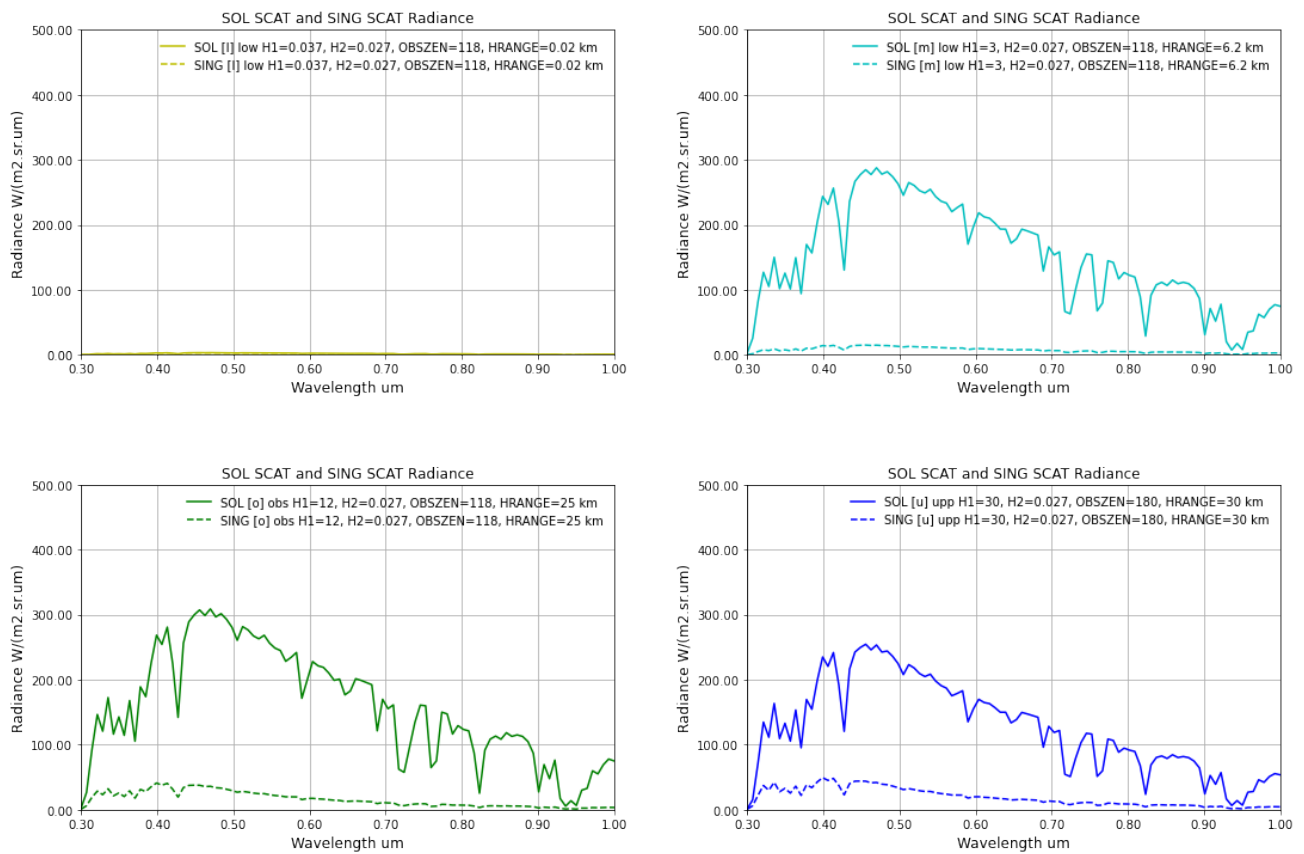 SOL SCAT and SING SCAT Radiance
500.00
400.00
300.00
200.00
100.00
0.00
Radiance W/(m2.sr.um)
SOL [l] low H1=0.037, H2=0.027, OBSZEN=118, HRANGE=0.02 km
SING [l] low H1=0.037, H2=0.027, OBSZEN=118, HRANGE=0.02 km
0.30 0.40 0.50 0.60 0.70 0.80 0.90 1.00
Wavelength um
SOL SCAT and SING SCAT Radiance
500.00
400.00
300.00
200.00
100.00
0.00
Radiance W/(m2.sr.um)
SOL [m] low H1=3, H2=0.027, OBSZEN=118, HRANGE=6.2 km
SING [m] low H1=3, H2=0.027, OBSZEN=118, HRANGE=6.2 km
0.30 0.40 0.50 0.60 0.70 0.80 0.90 1.00
Wavelength um
SOL SCAT and SING SCAT Radiance
500.00
400.00
300.00
200.00
100.00
0.00
Radiance W/(m2.sr.um)
SOL [o] obs H1=12, H2=0.027, OBSZEN=118, HRANGE=25 km
SING [o] obs H1=12, H2=0.027, OBSZEN=118, HRANGE=25 km
0.30 0.40 0.50 0.60 0.70 0.80 0.90 1.00
Wavelength um
SOL SCAT and SING SCAT Radiance
500.00
400.00
300.00
200.00
100.00
0.00
Radiance W/(m2.sr.um)
SOL [u] upp H1=30, H2=0.027, OBSZEN=180, HRANGE=30 km
SING [u] upp H1=30, H2=0.027, OBSZEN=180, HRANGE=30 km
0.30 0.40 0.50 0.60 0.70 0.80 0.90 1.00
Wavelength um